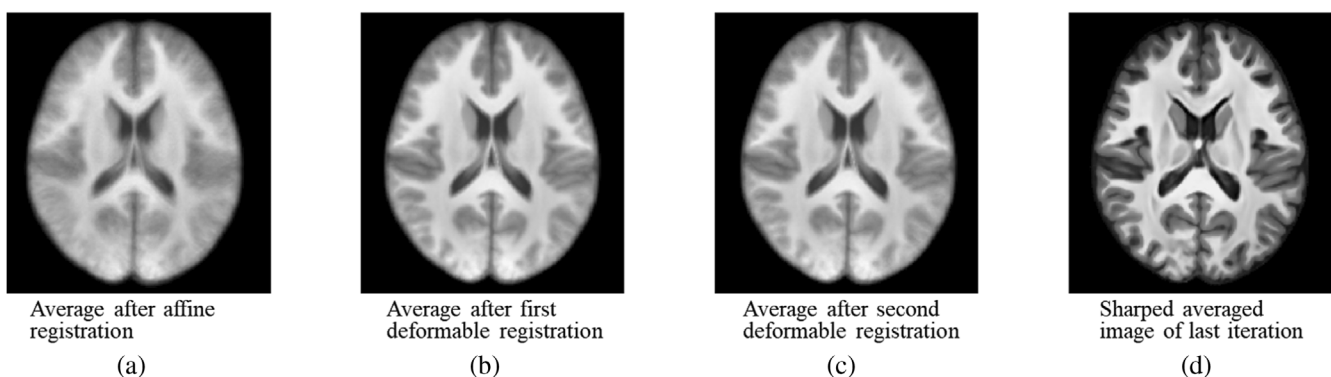 Average after affine
registration
(a)
Average after first
deformable registration
(b)
Average after second
deformable registration
(c)
Sharped averaged
image of last iteration
(d)